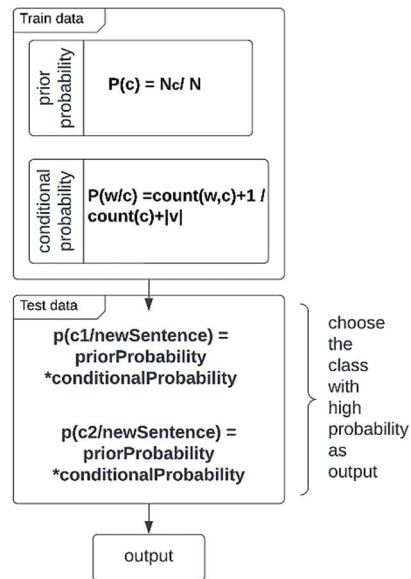 Train data
prior
probability
P(c) = Nc/ N
conditional
probability
P(w/c) =count(w,c)+1 /
count(c)+|v|
Test data
p(c1/newSentence) =
priorProbability
*conditionalProbability
p(c2/newSentence) =
priorProbability
*conditionalProbability
choose
the
class
with
high
probability
as
output
output